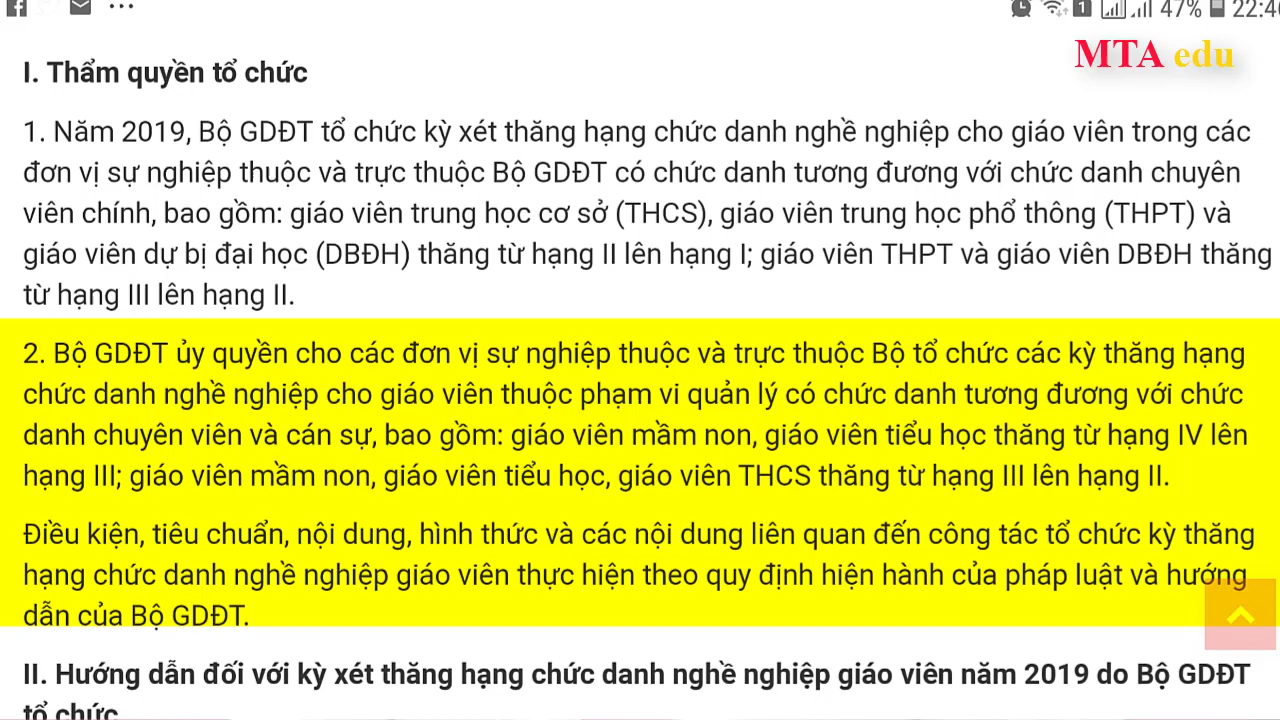 47% 22:46
MTA edu
I. Thẩm quyền tổ chức
1. Năm 2019, Bộ GDĐT tổ chức kỳ xét thăng hạng chức danh nghề nghiệp cho giáo viên trong các
đơn vị sự nghiệp thuộc và trực thuộc Bộ GDĐT có chức danh tương đương với chức danh chuyên
viên chính, bao gồm: giáo viên trung học cơ sở (THCS), giáo viên trung học phổ thông (THPT) và
giáo viên dự bị đại học (DBĐH) thăng từ hạng II lên hạng I; giáo viên THPT và giáo viên DBĐH thăng
từ hạng III lên hạng II.
2. Bộ GDĐT ủy quyền cho các đơn vị sự nghiệp thuộc và trực thuộc Bộ tổ chức các kỳ thăng hạng
chức danh nghề nghiệp cho giáo viên thuộc phạm vi quản lý có chức danh tương đương với chức
danh chuyên viên và cán sự, bao gồm: giáo viên mầm non, giáo viên tiểu học thăng từ hạng IV lên
hạng III; giáo viên mầm non, giáo viên tiểu học, giáo viên THCS thăng từ hạng III lên hạng II.
Điều kiện, tiêu chuẩn, nội dung, hình thức và các nội dung liên quan đến công tác tổ chức kỳ thăng
hạng chức danh nghề nghiệp giáo viên thực hiện theo quy định hiện hành của pháp luật và hướng
dẫn của Bộ GDĐT.
II. Hướng dẫn đối với kỳ xét thăng hạng chức danh nghề nghiệp giáo viên năm 2019 do Bộ GDĐT
tổ chức